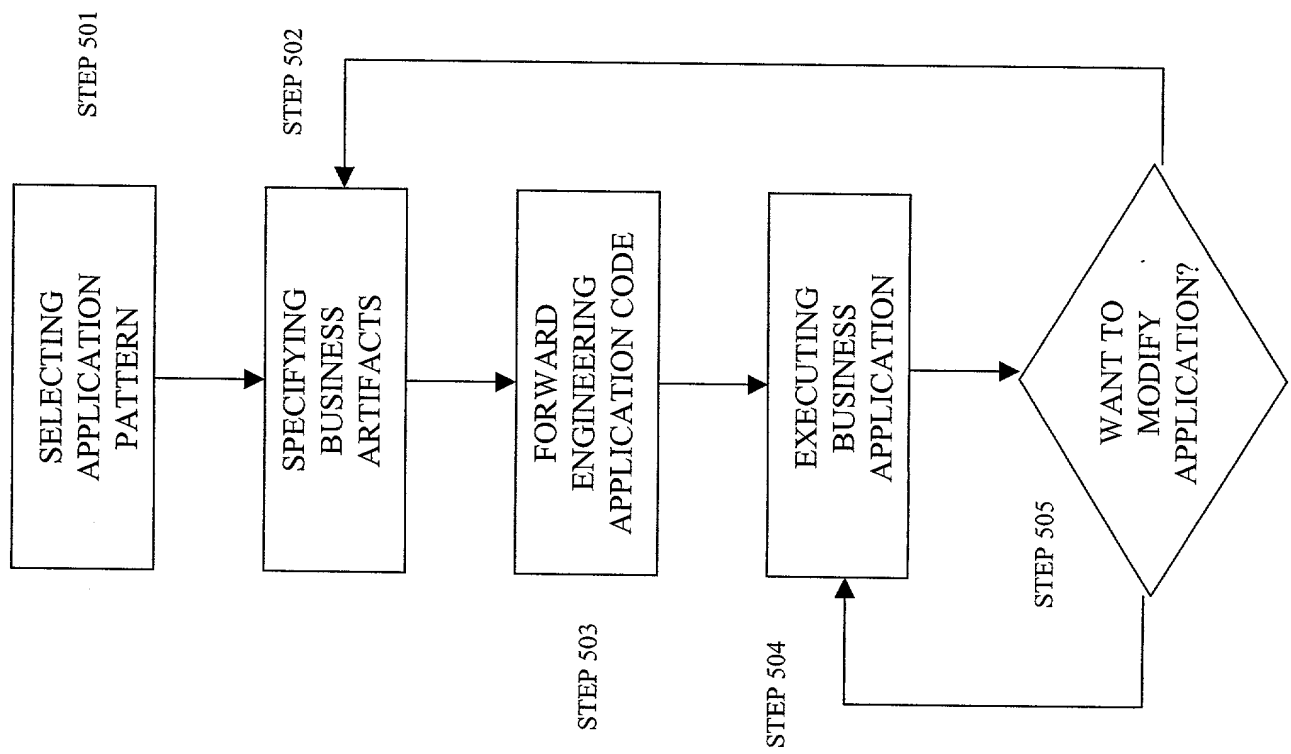 STEP 501
SELECTING
APPLICATION
PATTERN
STEP 502
SPECIFYING
BUSINESS
ARTIFACTS
STEP 503
FORWARD
ENGINEERING
APPLICATION CODE
STEP 504
EXECUTING
BUSINESS
APPLICATION
STEP 505
WANT TO
MODIFY
APPLICATION?